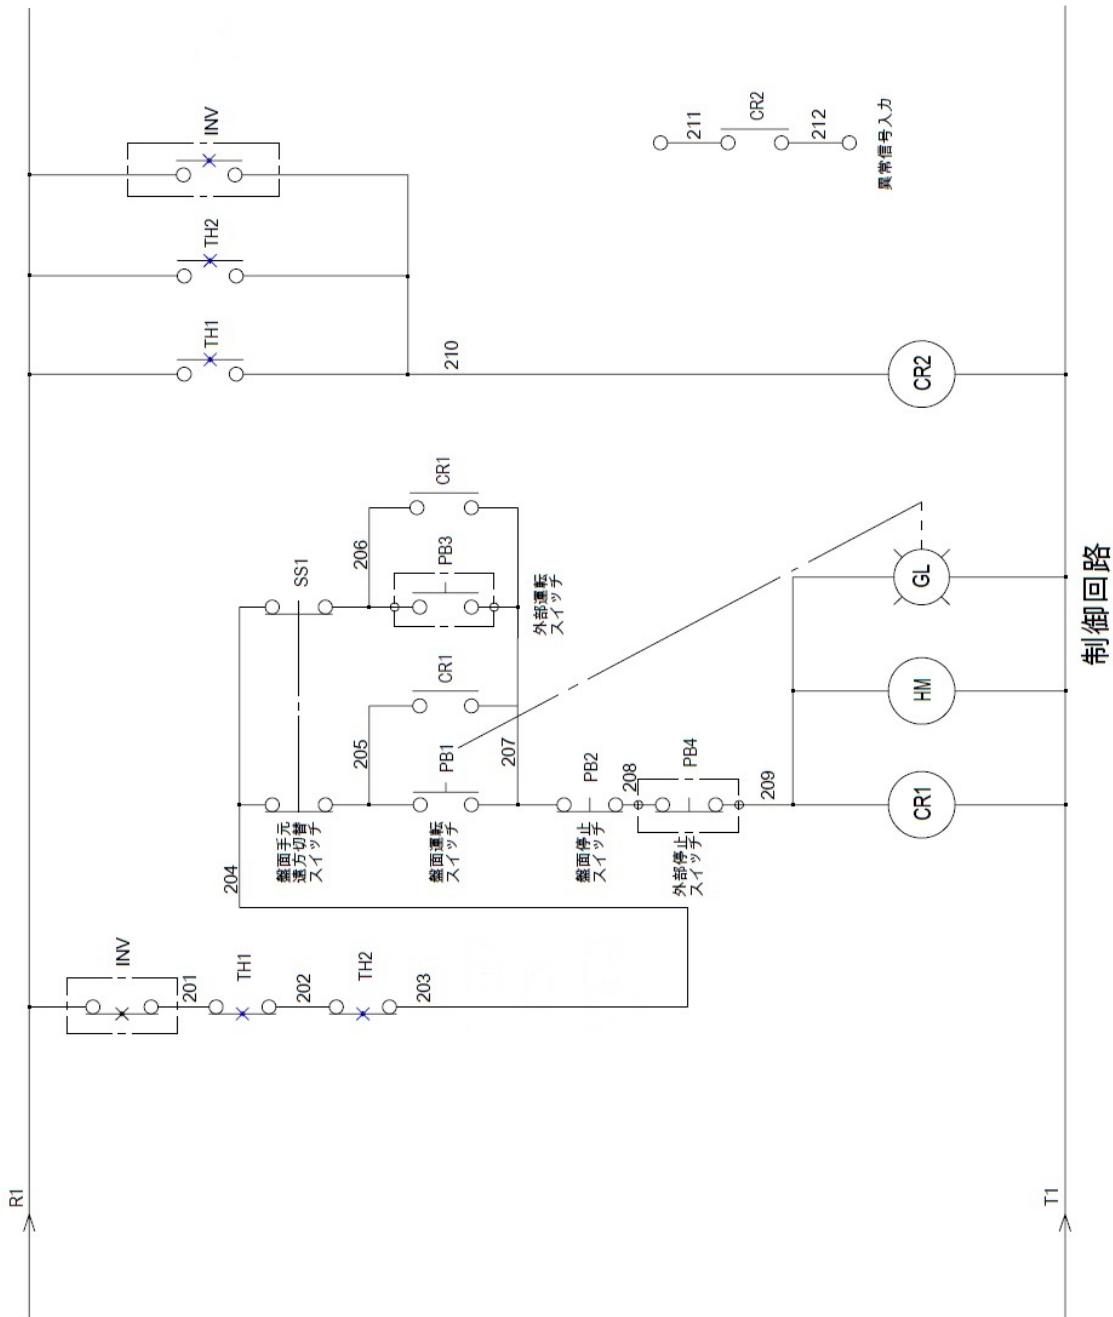 R1
INV
201
TH1
202
TH2
203
204
盤面手元
遠方切替
スイッチ
SS1
205
206
盤面運転
スイッチ
PB1
CR1
PB3
CR1
外部運転
スイッチ
207
盤面停止
スイッチ
PB2
208
外部停止
スイッチ
PB4
209
CR1
HM
GL
TH1
TH2
INV
210
CR2
211
CR2
212
異常信号入力
T1
制御回路